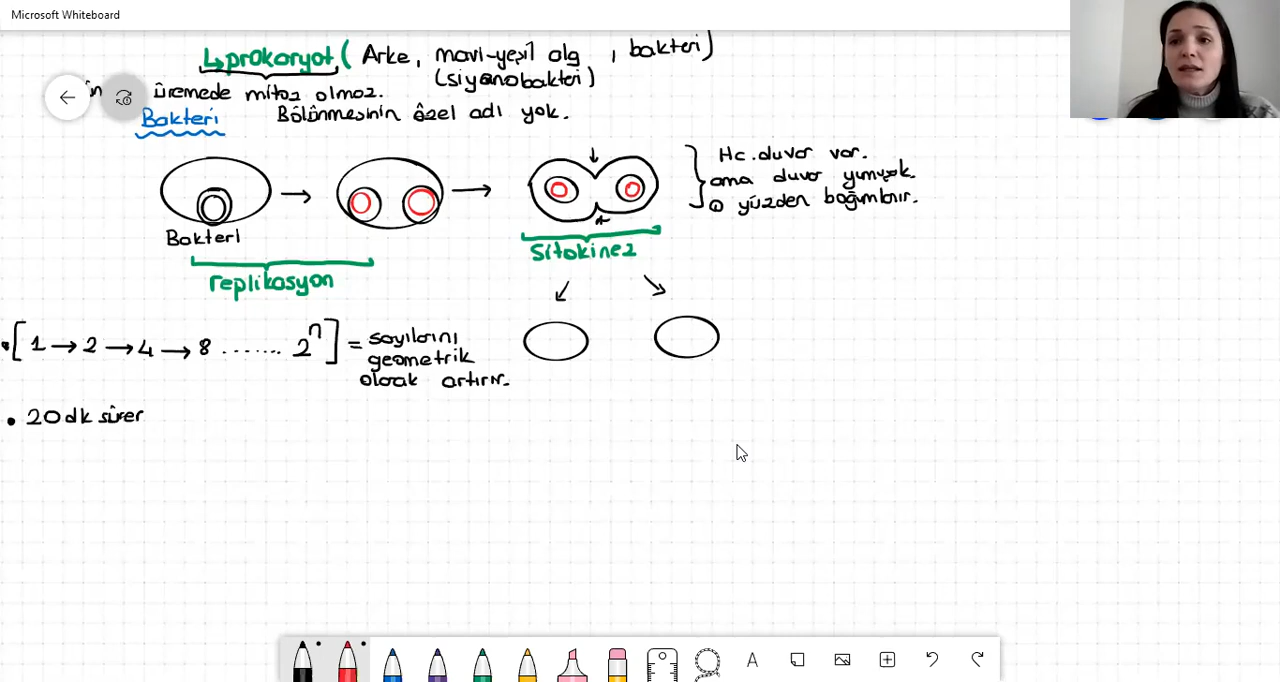 Microsoft Whiteboard
↳prokaryot ( Arke, mavi-yeşil alg , bakteri)
(siyanobakteri)
üremede mitoz olmaz.
Bakteri Bölünmesinin özel adı yok.
Hc. duvar var.
ama duvar yumuşak.
o yüzden boğumlanır.
Bakteri
Sitokinez
replikasyon
• [ 1 → 2 → 4 → 8 ....... 2ⁿ ] = sayılarını
geometrik
olarak artırır.
• 20 dk sürer
A